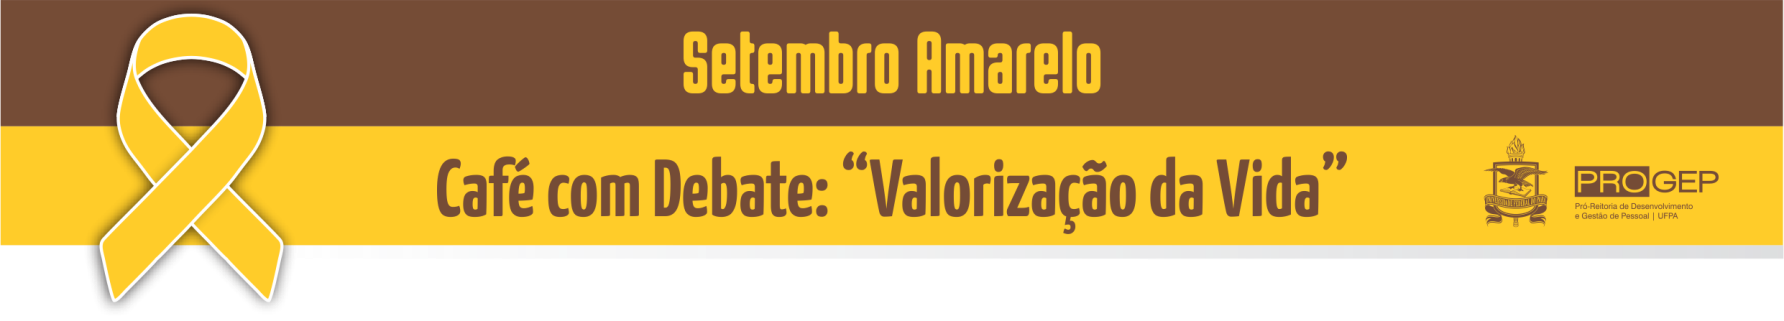 Setembro Amarelo
Café com Debate: “Valorização da Vida”
PROGEP
Pró-Reitoria de Desenvolvimento
e Gestão de Pessoal | UFPA